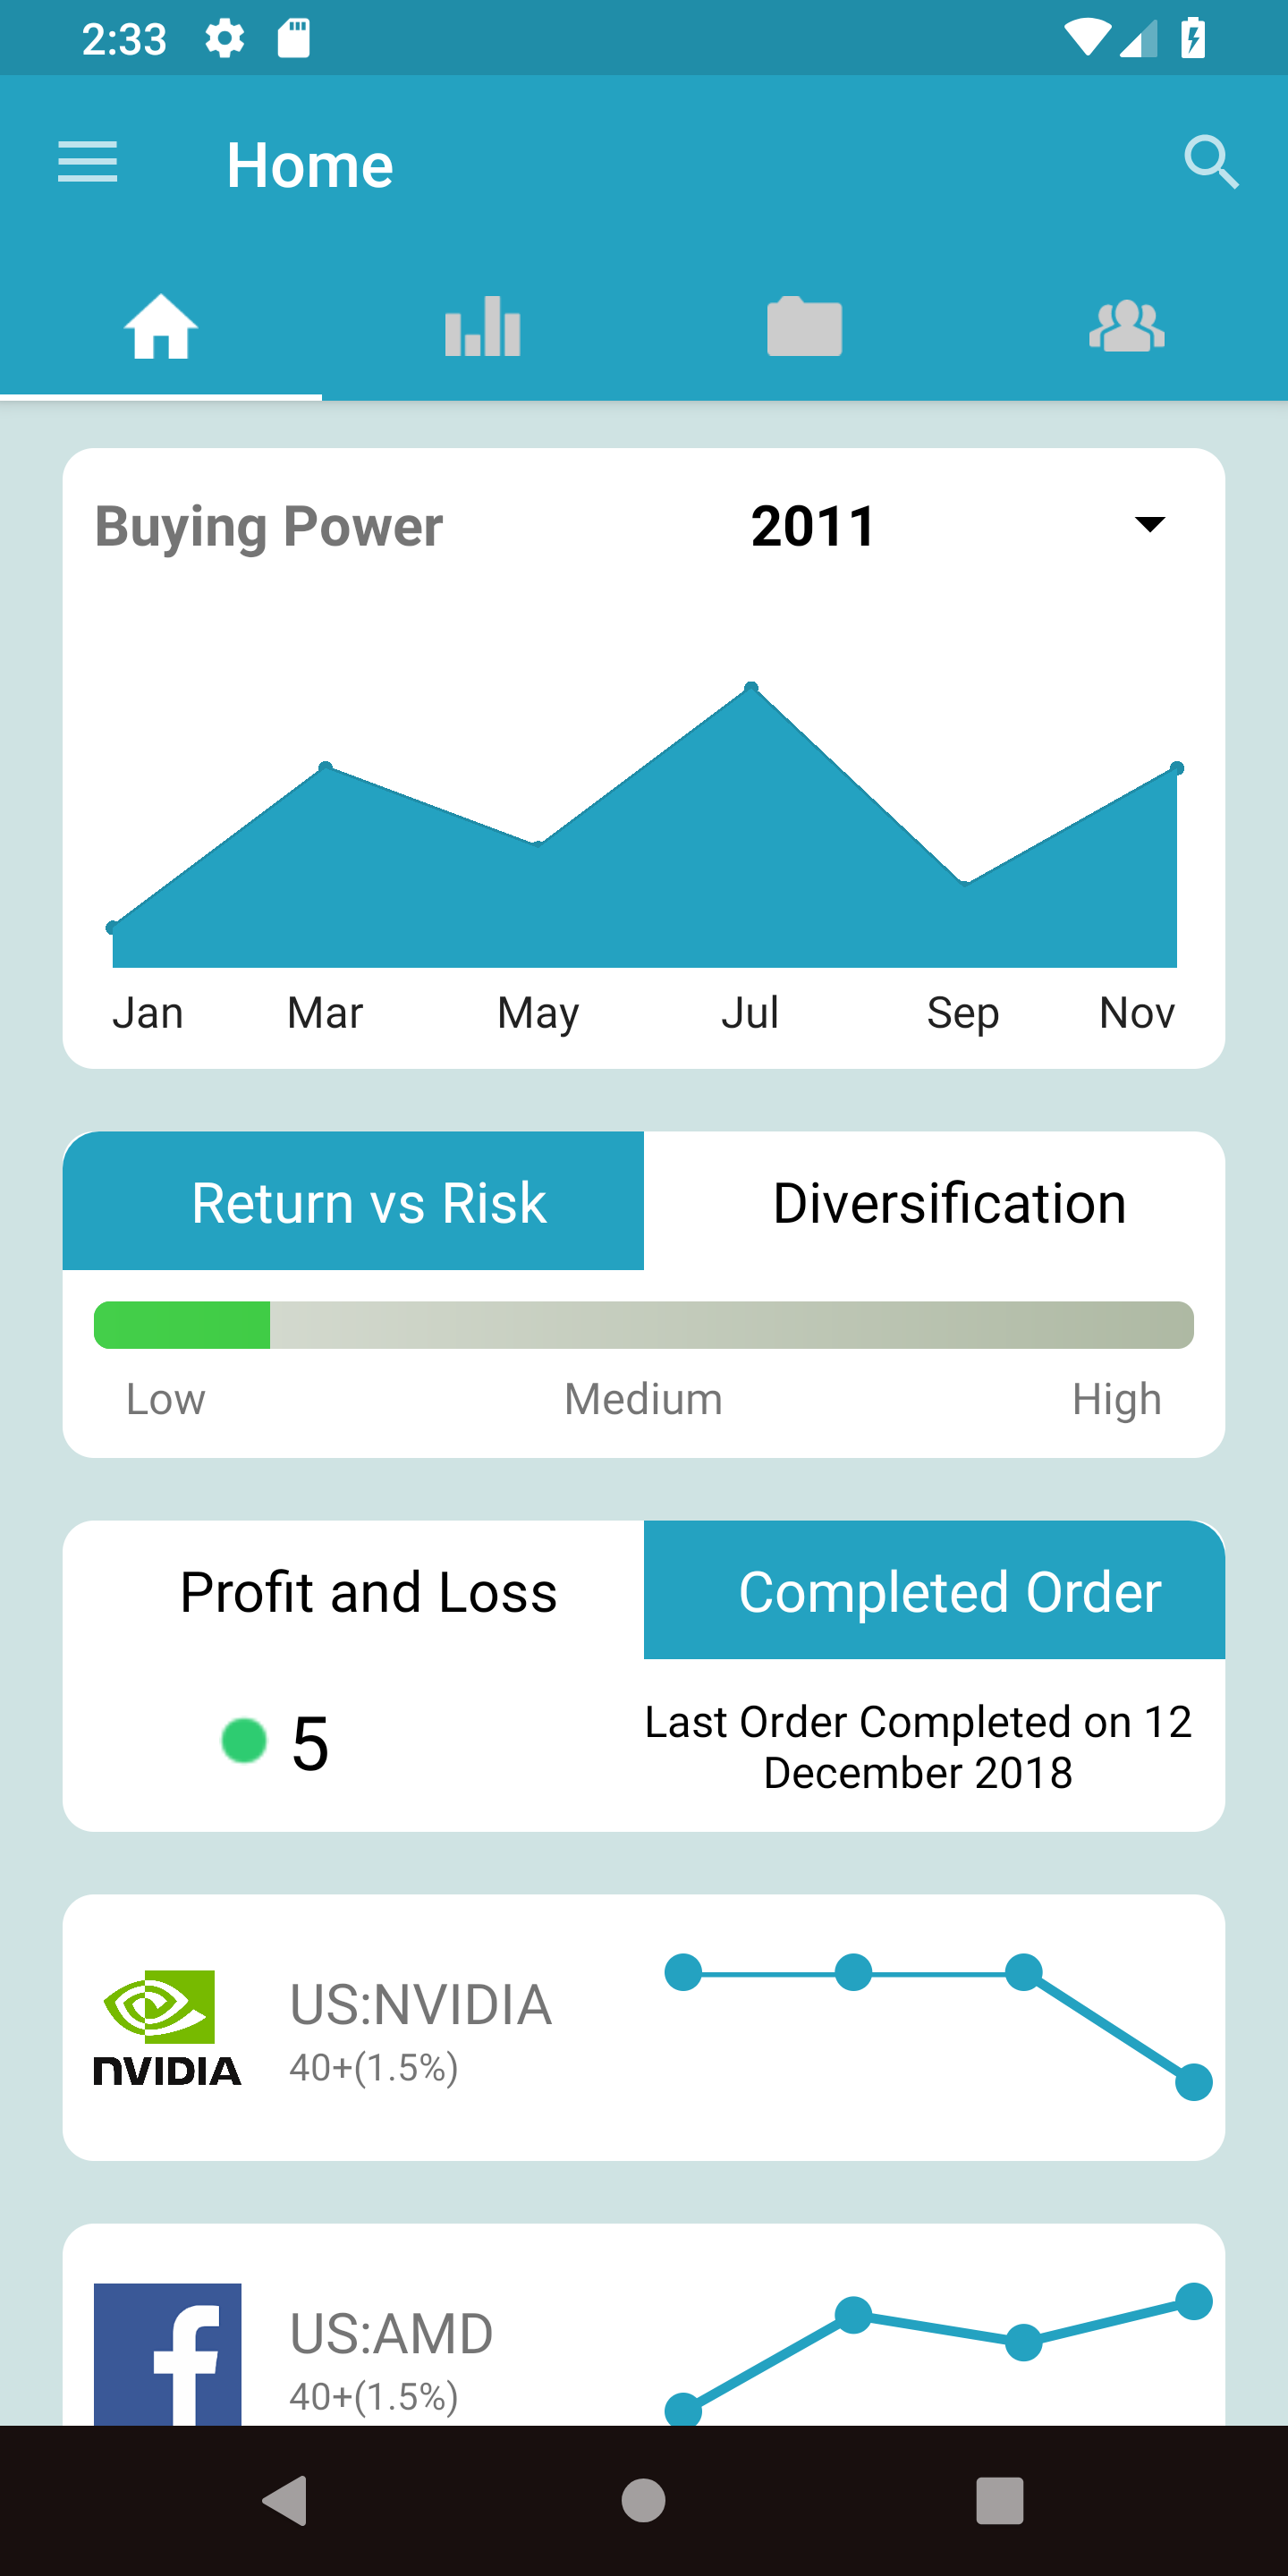 2:33
Home
Buying Power 2011
Jan Mar May Jul Sep Nov
Return vs Risk Diversification
Low Medium High
Profit and Loss Completed Order
5
Last Order Completed on 12
December 2018
NVIDIA
US:NVIDIA
40+(1.5%)
f
US:AMD
40+(1.5%)